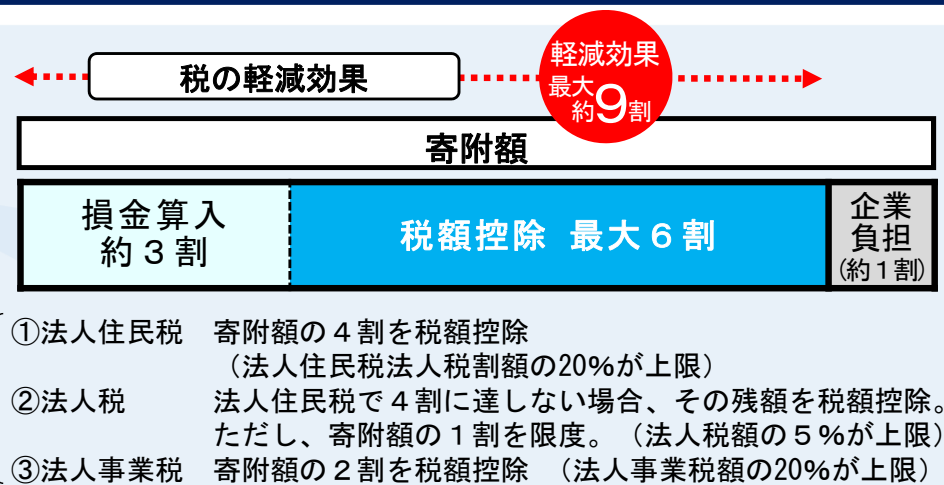 税の軽減効果
軽減効果
最大
約9割
寄附額
損金算入
約3割
税額控除 最大6割
企業
負担
(約1割)
①法人住民税 寄附額の4割を税額控除
(法人住民税法人税割額の20%が上限)
②法人税 法人住民税で4割に達しない場合、その残額を税額控除。
ただし、寄附額の1割を限度。(法人税額の5%が上限)
③法人事業税 寄附額の2割を税額控除 (法人事業税額の20%が上限)